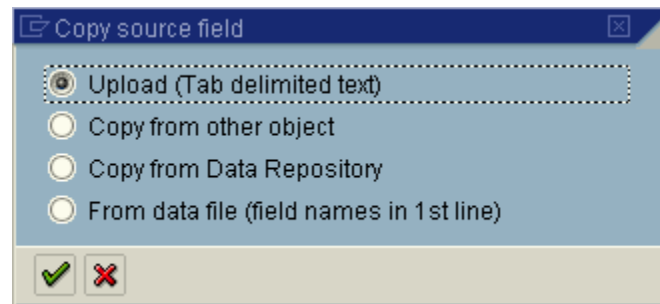 Copy source field
Upload (Tab delimited text)
Copy from other object
Copy from Data Repository
From data file (field names in 1st line)